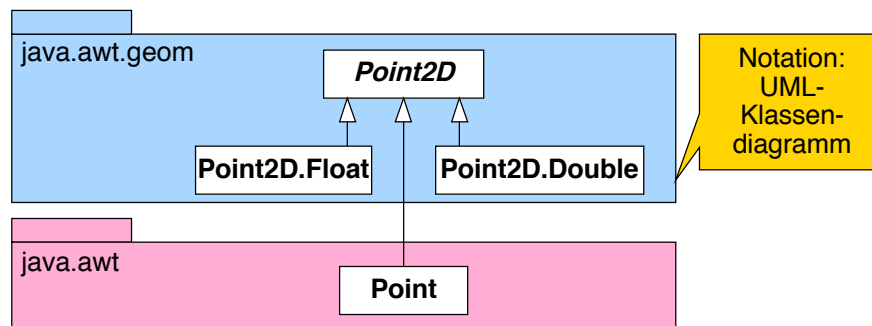 java.awt.geom
Point2D
Point2D.Float
Point2D.Double
Notation:
UML-
Klassen-
diagramm
java.awt
Point